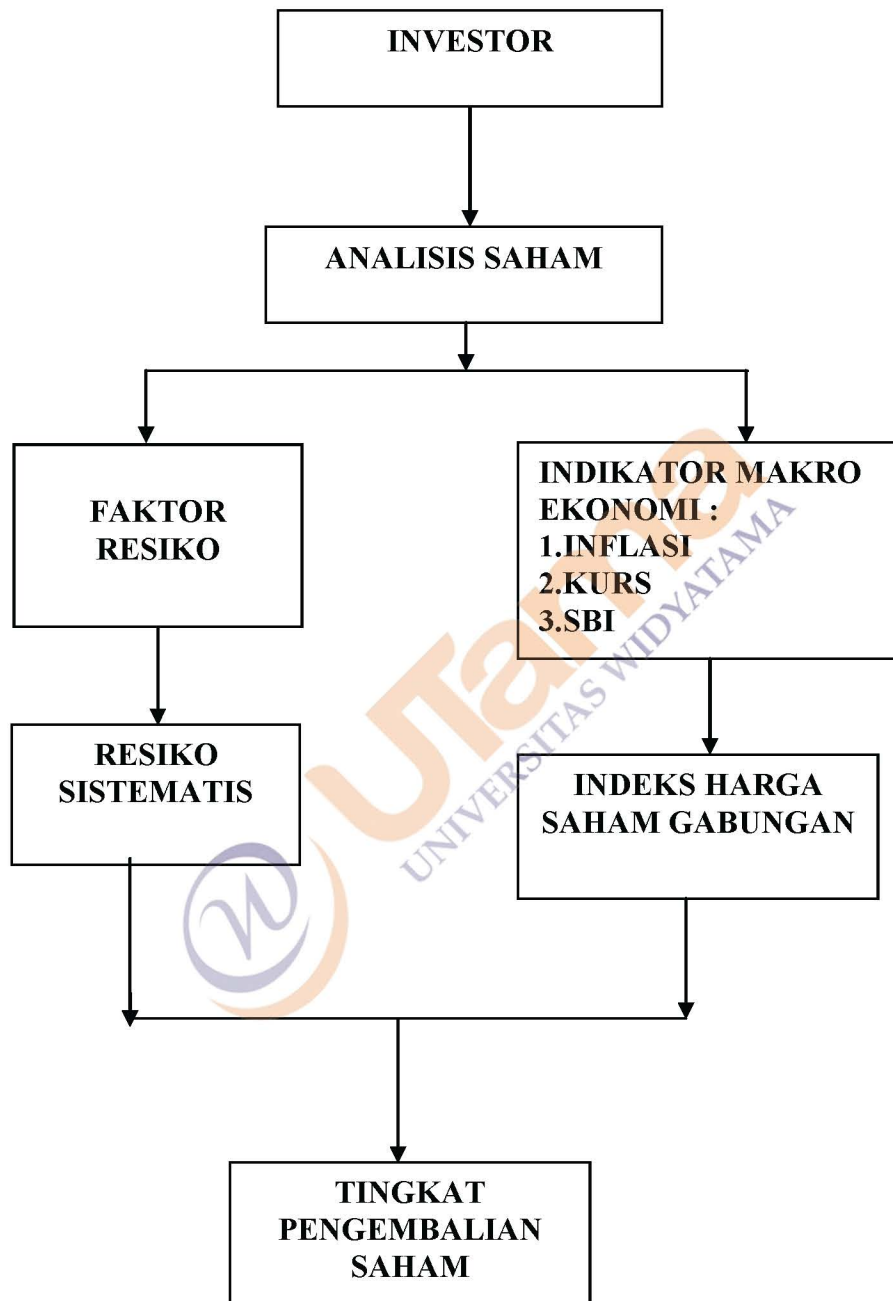 INVESTOR
ANALISIS SAHAM
FAKTOR
RESIKO
INDIKATOR MAKRO
EKONOMI :
1.INFLASI
2.KURS
3.SBI
RESIKO
SISTEMATIS
INDEKS HARGA
SAHAM GABUNGAN
TINGKAT
PENGEMBALIAN
SAHAM
UTama
UNIVERSITAS WIDYATAMA